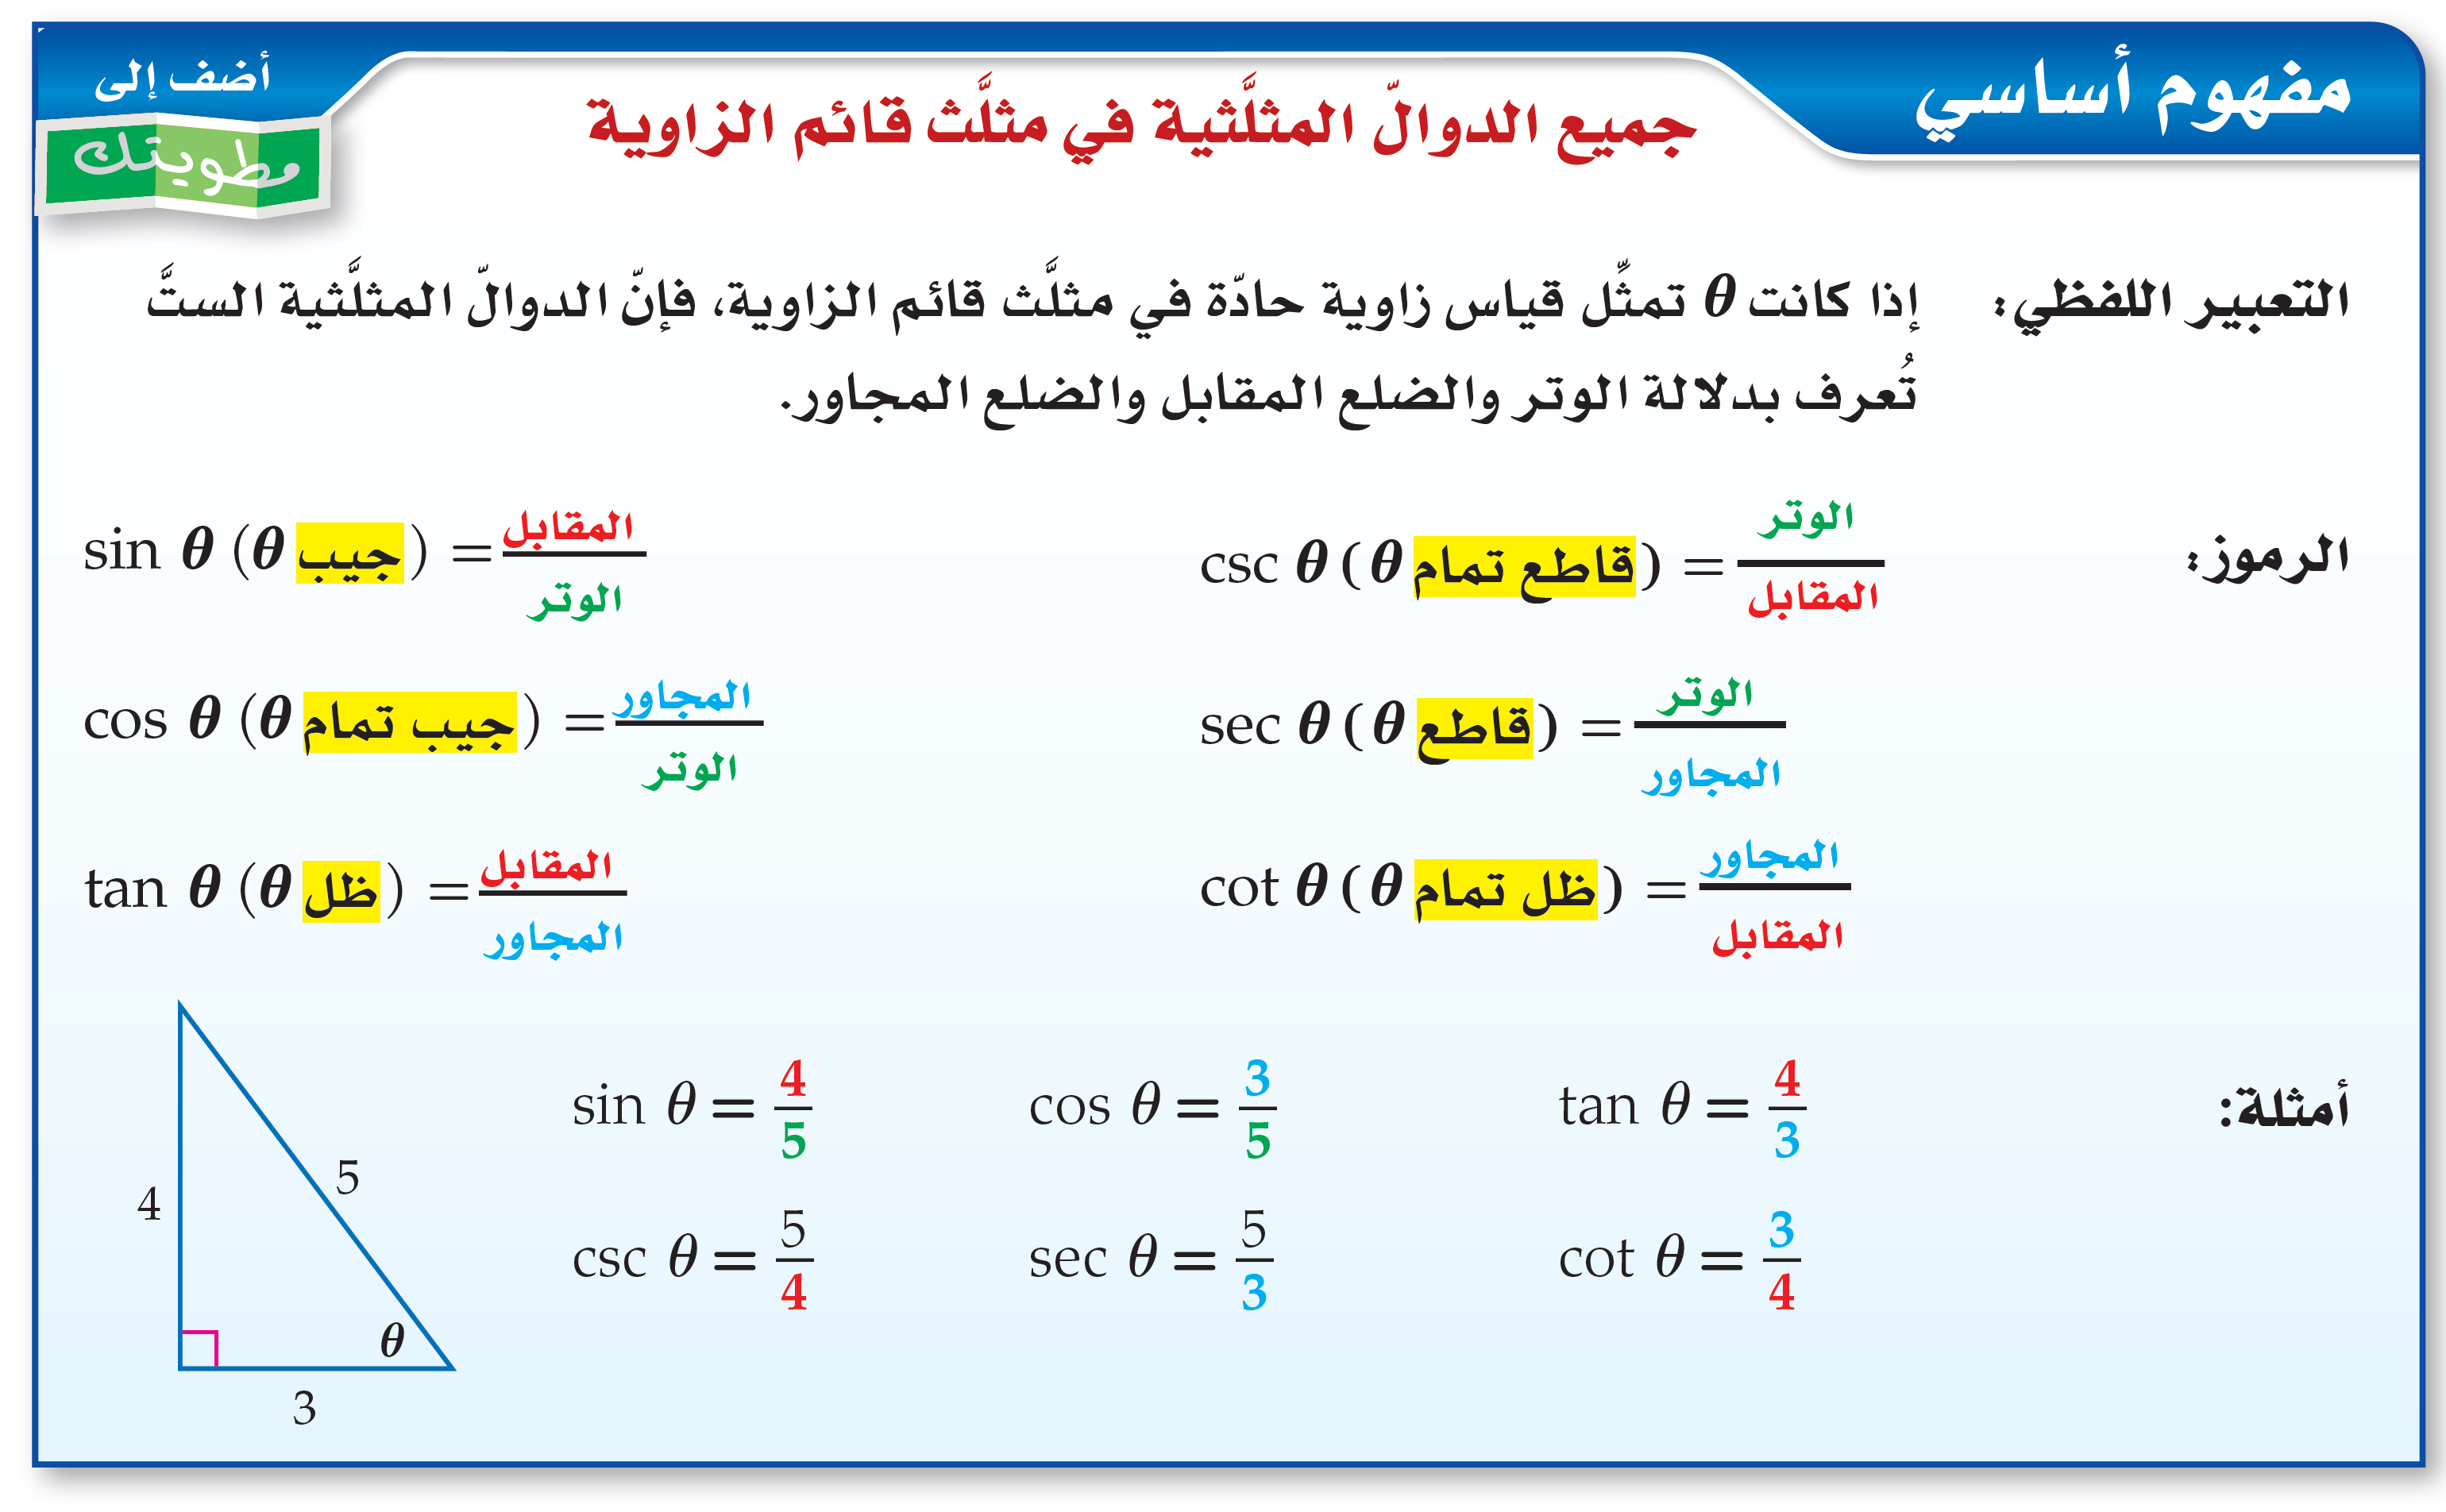 مفهوم أساسي
جميع الدوالّ المثلَّثية في مثلَّث قائم الزاوية
أضف إلى
مطويتك
التعبير اللفظي: إذا كانت θ تمثِّل قياس زاوية حادّة في مثلَّث قائم الزاوية، فإنّ الدوالّ المثلَّثية الستَّ
تُعرف بدلالة الوتر والضلع المقابل والضلع المجاور.
الرموز:
sin θ (θ جيب) = المقابل / الوتر
csc θ (θ قاطع تمام) = الوتر / المقابل
cos θ (θ جيب تمام) = المجاور / الوتر
sec θ (θ قاطع) = الوتر / المجاور
tan θ (θ ظل) = المقابل / المجاور
cot θ (θ ظل تمام) = المجاور / المقابل
أمثلة:
sin θ = 4/5
cos θ = 3/5
tan θ = 4/3
csc θ = 5/4
sec θ = 5/3
cot θ = 3/4
4
5
θ
3